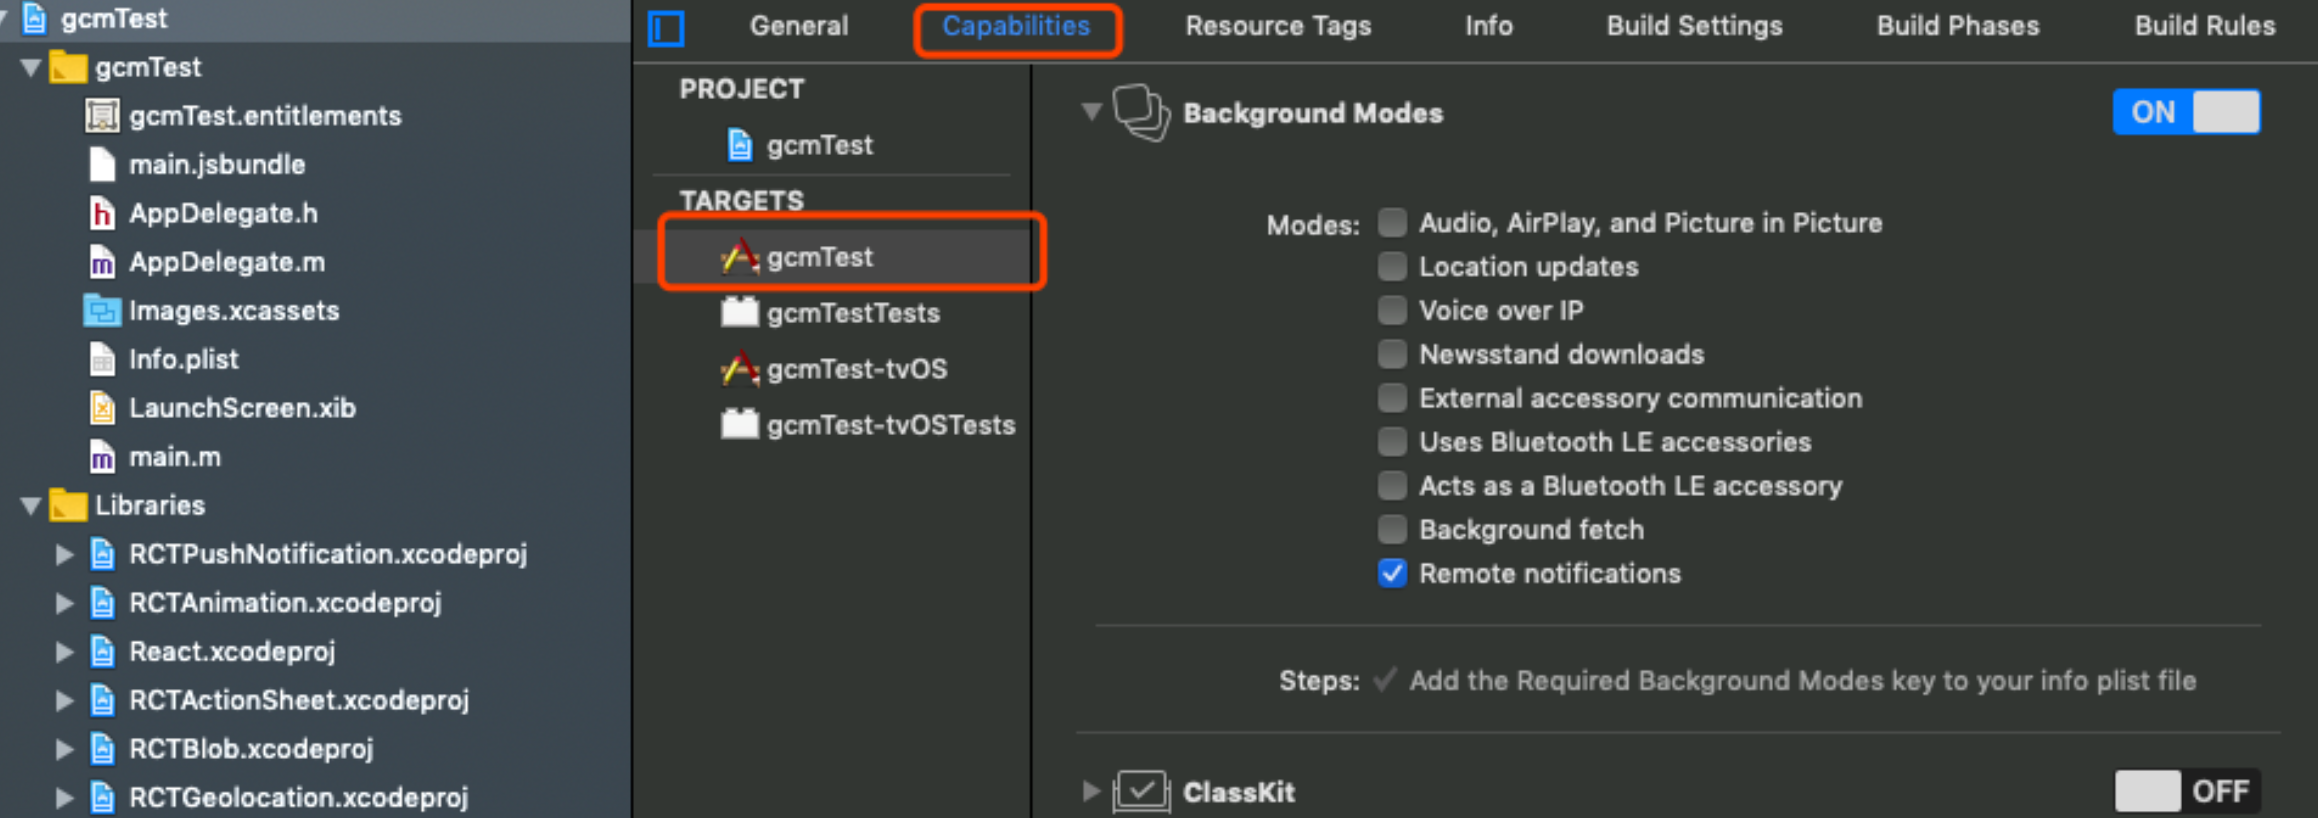 gcmTest
gcmTest
gcmTest.entitlements
main.jsbundle
AppDelegate.h
AppDelegate.m
Images.xcassets
Info.plist
LaunchScreen.xib
main.m
Libraries
RCTPushNotification.xcodeproj
RCTAnimation.xcodeproj
React.xcodeproj
RCTActionSheet.xcodeproj
RCTBlob.xcodeproj
RCTGeolocation.xcodeproj
General Capabilities Resource Tags Info Build Settings Build Phases Build Rules
PROJECT
gcmTest
TARGETS
gcmTest
gcmTestTests
gcmTest-tvOS
gcmTest-tvOSTests
Background Modes ON
Modes: Audio, AirPlay, and Picture in Picture
Location updates
Voice over IP
Newsstand downloads
External accessory communication
Uses Bluetooth LE accessories
Acts as a Bluetooth LE accessory
Background fetch
Remote notifications
Steps: ✓ Add the Required Background Modes key to your info plist file
ClassKit OFF